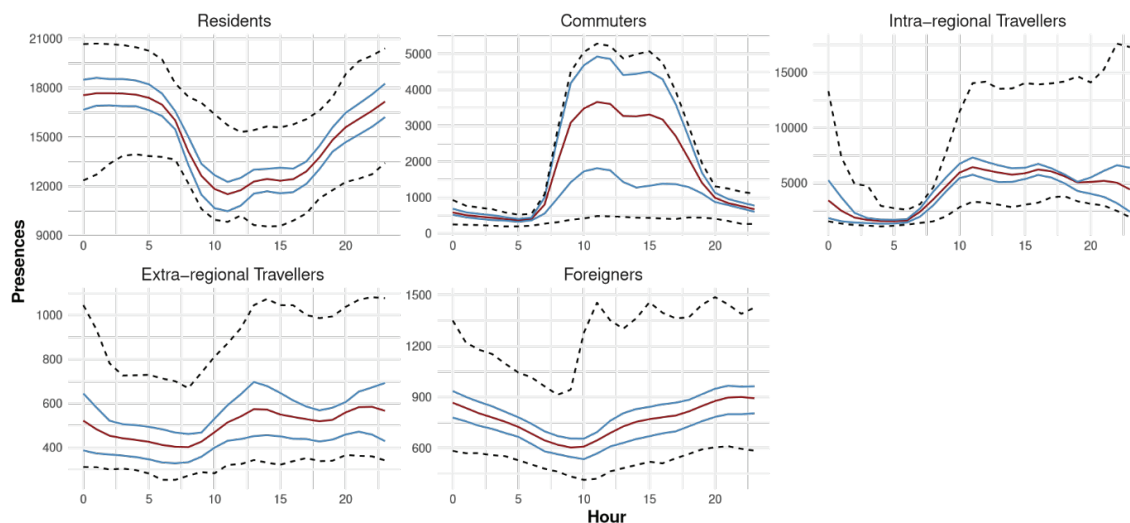 Residents
Commuters
Intra−regional Travellers
21000
18000
15000
12000
9000
5000
4000
3000
2000
1000
0
15000
10000
5000
0 5 10 15 20
0 5 10 15 20
0 5 10 15 20
Extra−regional Travellers
Foreigners
1000
800
600
400
1500
1200
900
600
0 5 10 15 20
0 5 10 15 20
Presences
Hour